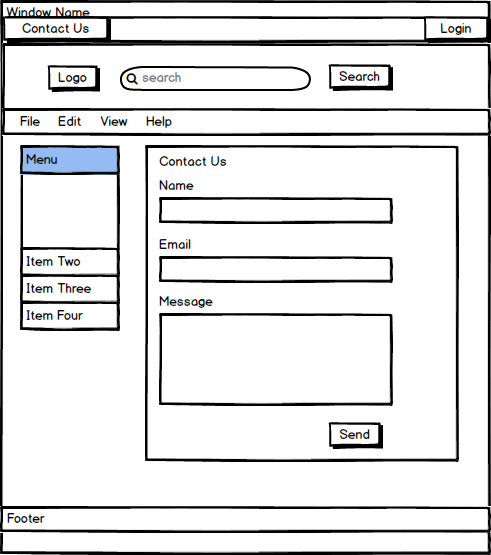 Window Name
Contact Us
Login
Logo
search
Search
File Edit View Help
Menu
Item Two
Item Three
Item Four
Contact Us
Name
Email
Message
Send
Footer